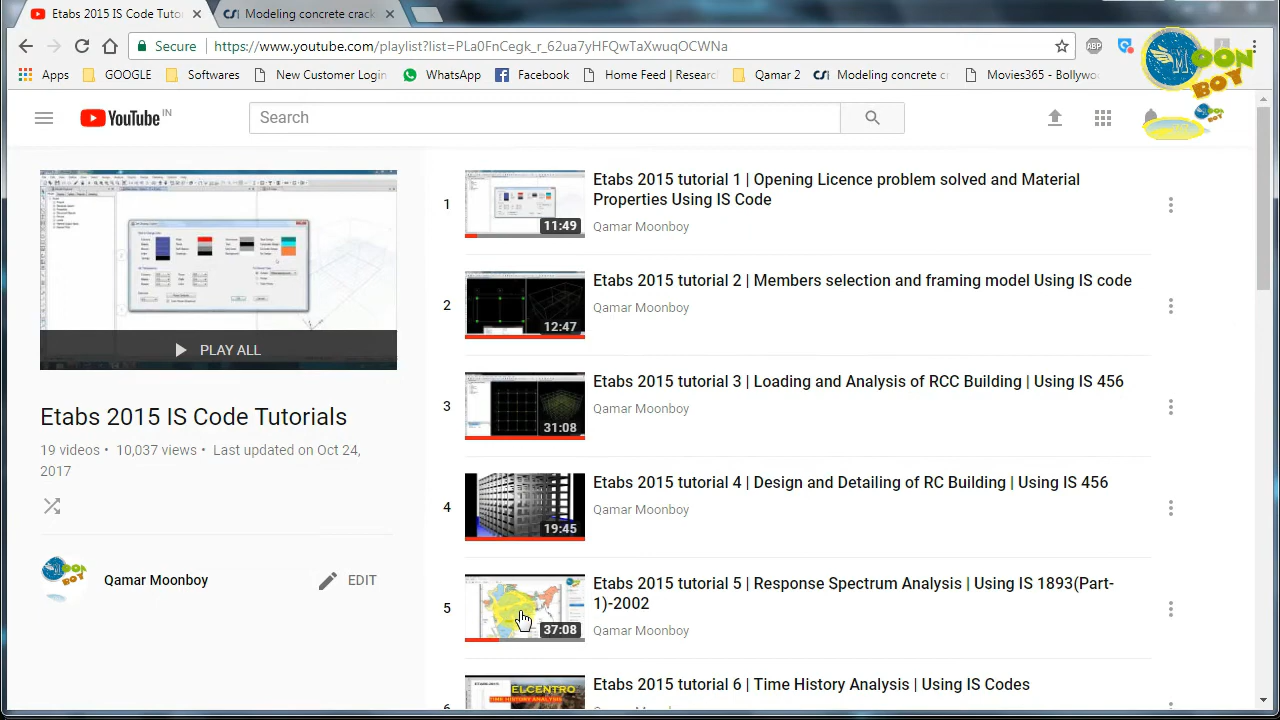 Etabs 2015 IS Code Tutor
Modeling concrete crack
Secure
https://www.youtube.com/playlist?list=PLa0FnCegk_r_62ua7yHFQwTaXwuqOCWNa
ABP
Apps
GOOGLE
Softwares
New Customer Login
WhatsApp
Facebook
Home Feed | Researc
Qamar 2
Modeling concrete c
Movies365 - Bollywo
MOON
BOY
YouTube IN
Search
PLAY ALL
Etabs 2015 IS Code Tutorials
19 videos • 10,037 views • Last updated on Oct 24,
2017
Qamar Moonboy
EDIT
1
11:49
Etabs 2015 tutorial 1 | missing licence problem solved and Material
Properties Using IS Code
Qamar Moonboy
2
12:47
Etabs 2015 tutorial 2 | Members selection and framing model Using IS code
Qamar Moonboy
3
31:08
Etabs 2015 tutorial 3 | Loading and Analysis of RCC Building | Using IS 456
Qamar Moonboy
4
19:45
Etabs 2015 tutorial 4 | Design and Detailing of RC Building | Using IS 456
Qamar Moonboy
5
37:08
Etabs 2015 tutorial 5 | Response Spectrum Analysis | Using IS 1893(Part-
1)-2002
Qamar Moonboy
ELCENTRO
TIME HISTORY ANALYSIS
Etabs 2015 tutorial 6 | Time History Analysis | Using IS Codes